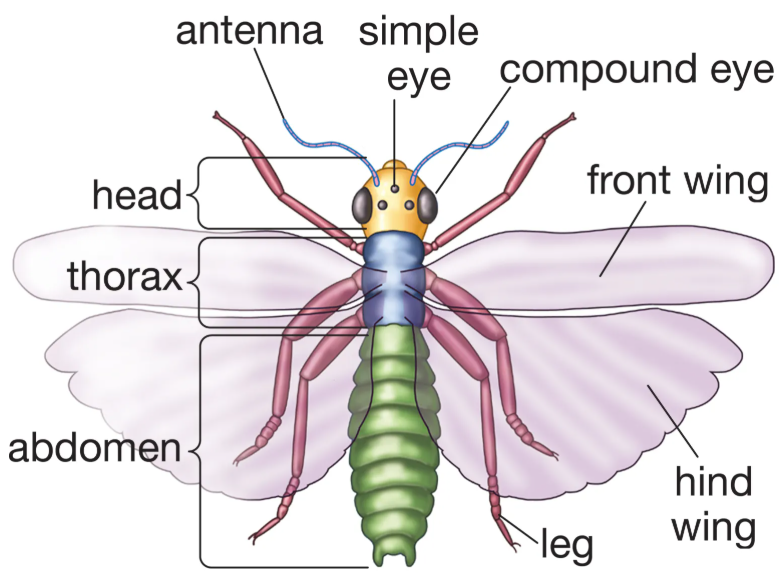 antenna
simple
eye
compound eye
head
front wing
thorax
abdomen
hind
wing
leg